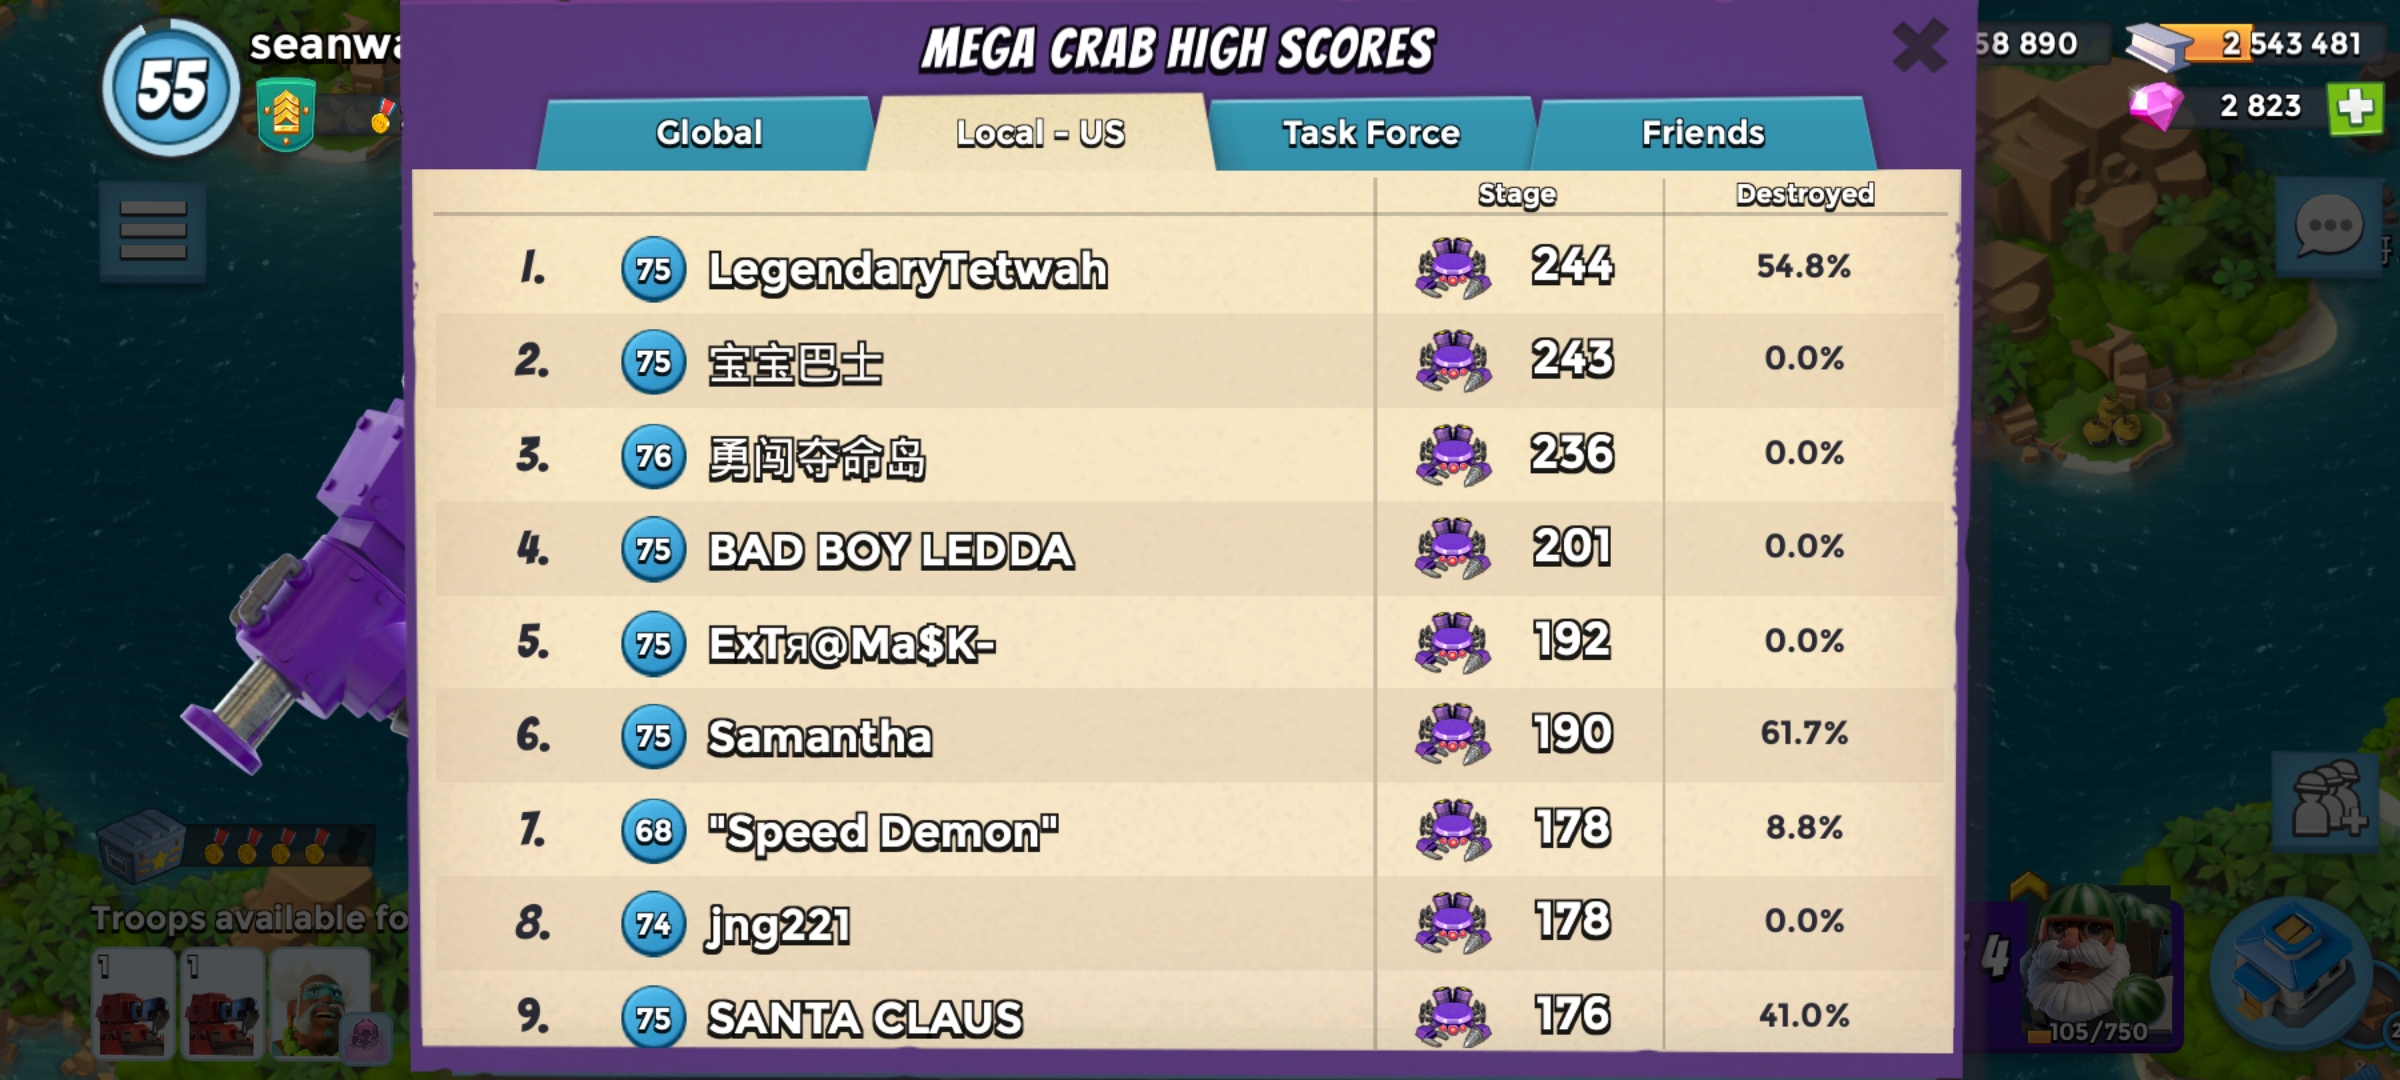 MEGA CRAB HIGH SCORES
55 seanwa
58 890 2 543 481
2 823
Global Local - US Task Force Friends
Stage Destroyed
1. 75 LegendaryTetwah 244 54.8%
2. 75 宝宝巴士 243 0.0%
3. 76 勇闯夺命岛 236 0.0%
4. 75 BAD BOY LEDDA 201 0.0%
5. 75 ExTя@Ma$K- 192 0.0%
6. 75 Samantha 190 61.7%
7. 68 "Speed Demon" 178 8.8%
8. 74 jng221 178 0.0%
9. 75 SANTA CLAUS 176 41.0%
Troops available fo
1 1
4
105/750